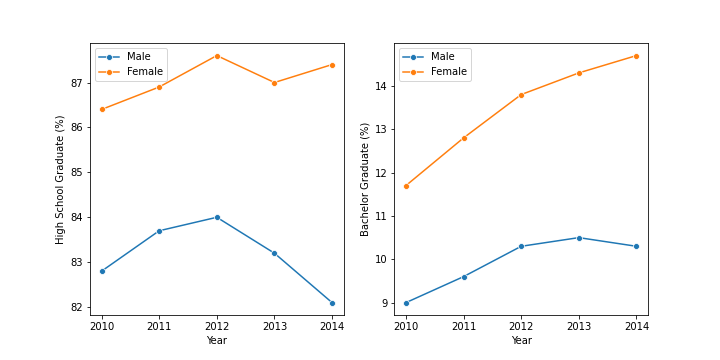 Male
Female
High School Graduate (%)
87
86
85
84
83
82
2010 2011 2012 2013 2014
Year
Male
Female
Bachelor Graduate (%)
14
13
12
11
10
9
2010 2011 2012 2013 2014
Year